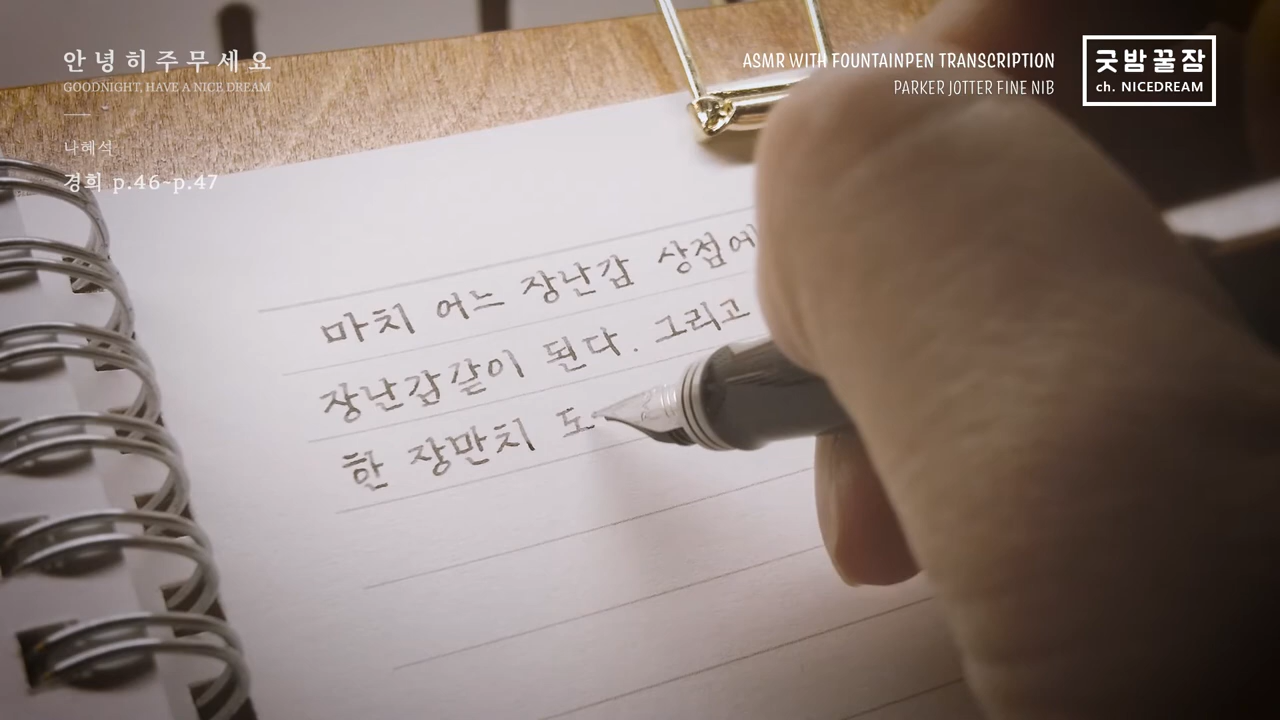 안녕히주무세요
GOODNIGHT, HAVE A NICE DREAM
나혜석
경희 p.46~p.47
ASMR WITH FOUNTAINPEN TRANSCRIPTION
PARKER JOTTER FINE NIB
굿밤꿀잠
ch. NICEDREAM
마치 어느 장난감 상점에
장난감같이 된다. 그리고
한 장만치 도